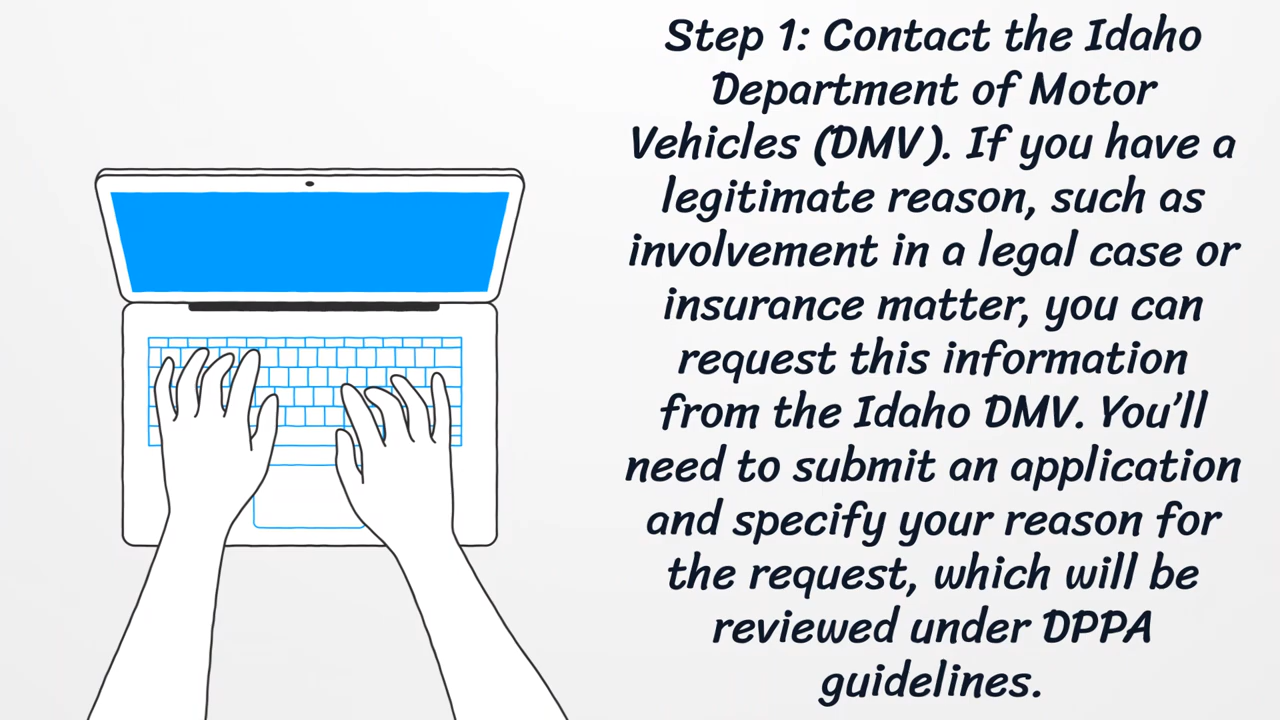 Step 1: Contact the Idaho
Department of Motor
Vehicles (DMV). If you have a
legitimate reason, such as
involvement in a legal case or
insurance matter, you can
request this information
from the Idaho DMV. You’ll
need to submit an application
and specify your reason for
the request, which will be
reviewed under DPPA
guidelines.